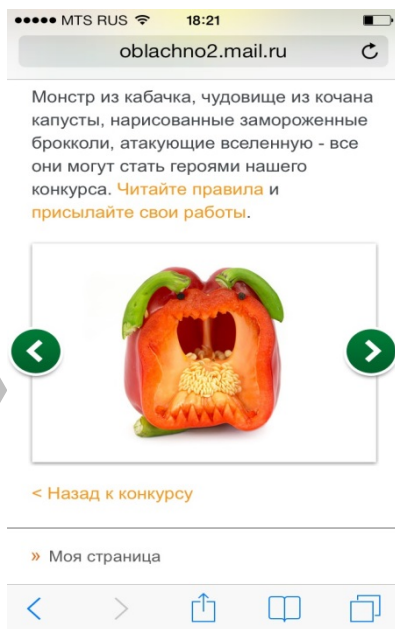 MTS RUS 18:21
oblachno2.mail.ru
Монстр из кабачка, чудовище из кочана
капусты, нарисованные замороженные
брокколи, атакующие вселенную - все
они могут стать героями нашего
конкурса. Читайте правила и
присылайте свои работы.
< Назад к конкурсу
» Моя страница